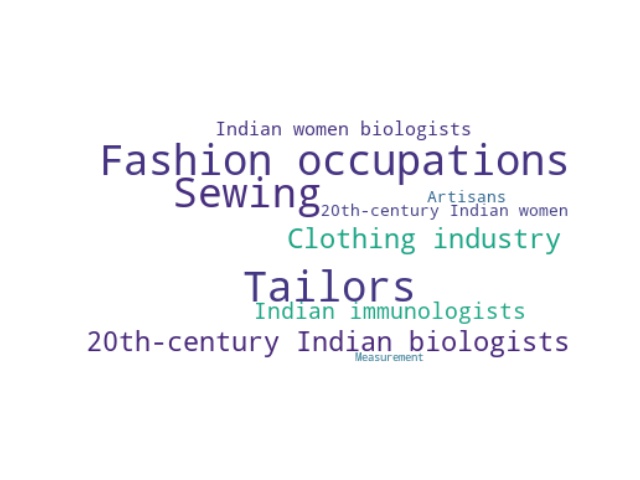 Indian women biologists
Fashion occupations
Sewing
Artisans
20th-century Indian women
Clothing industry
Tailors
Indian immunologists
20th-century Indian biologists
Measurement